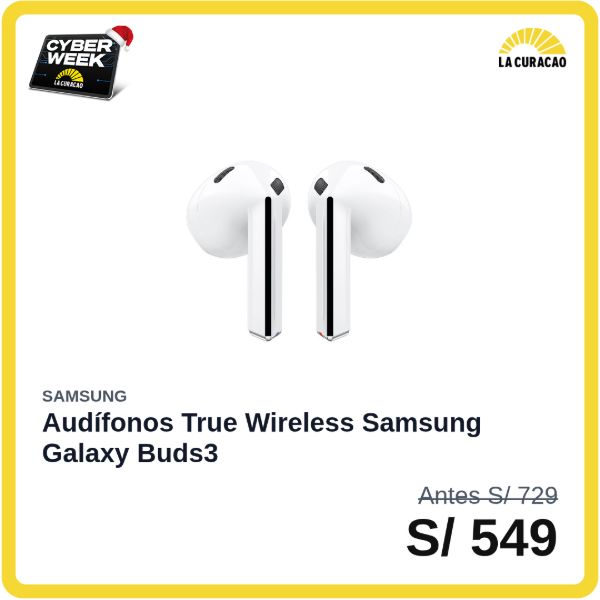 CYBER
WEEK
LA CURACAO
LA CURACAO
SAMSUNG
Audífonos True Wireless Samsung
Galaxy Buds3
Antes S/ 729
S/ 549